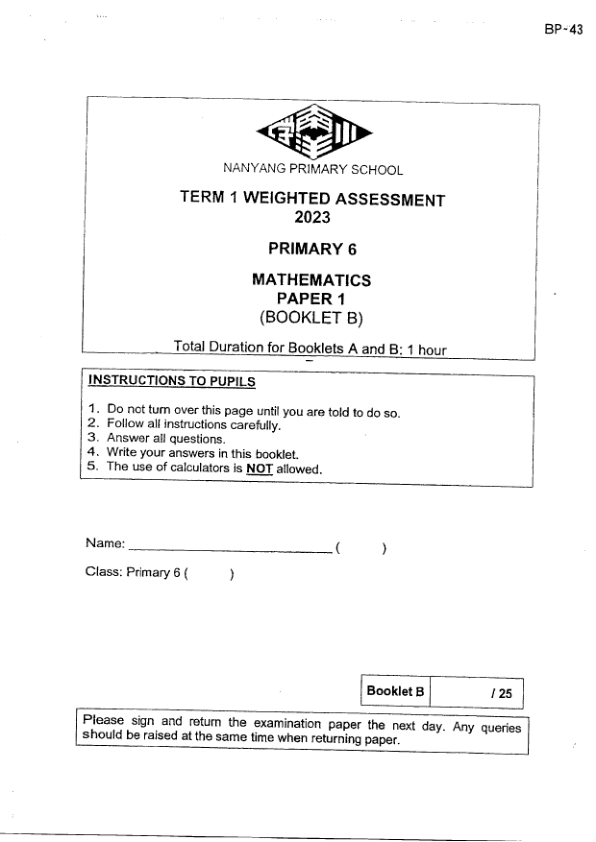 BP-43
NANYANG PRIMARY SCHOOL
TERM 1 WEIGHTED ASSESSMENT
2023
PRIMARY 6
MATHEMATICS
PAPER 1
(BOOKLET B)
Total Duration for Booklets A and B: 1 hour
INSTRUCTIONS TO PUPILS
1. Do not turn over this page until you are told to do so.
2. Follow all instructions carefully.
3. Answer all questions.
4. Write your answers in this booklet.
5. The use of calculators is NOT allowed.
Name: ____________________________ ( )
Class: Primary 6 ( )
Booklet B / 25
Please sign and return the examination paper the next day. Any queries
should be raised at the same time when returning paper.